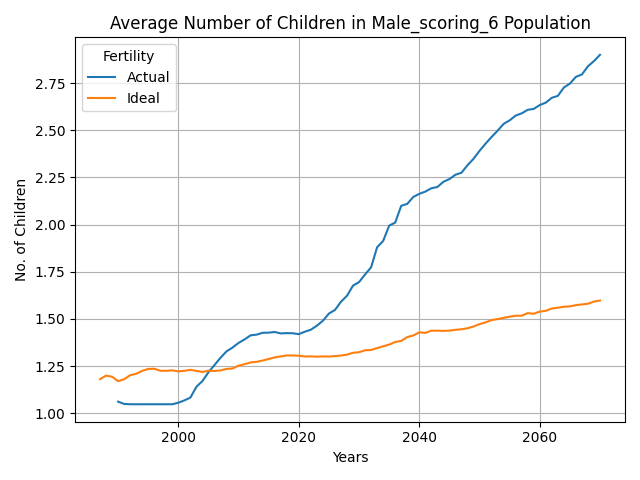 Average Number of Children in Male_scoring_6 Population
Fertility
Actual
Ideal
No. of Children
2.75
2.50
2.25
2.00
1.75
1.50
1.25
1.00
2000
2020
2040
2060
Years